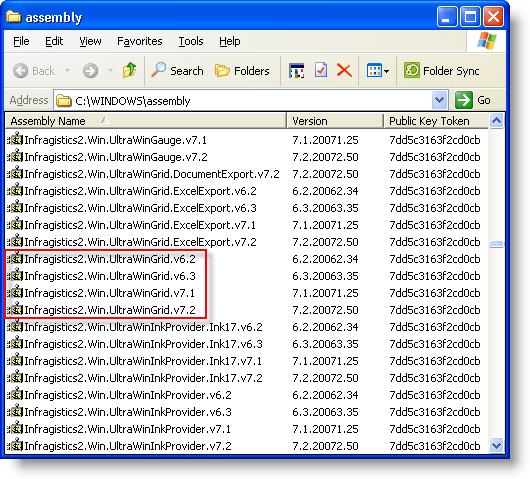 assembly
File Edit View Favorites Tools Help
Back Search Folders Folder Sync
Address C:\WINDOWS\assembly Go
Assembly Name Version Public Key Token
Infragistics2.Win.UltraWinGauge.v7.1 7.1.20071.25 7dd5c3163f2cd0cb
Infragistics2.Win.UltraWinGauge.v7.2 7.2.20072.50 7dd5c3163f2cd0cb
Infragistics2.Win.UltraWinGrid.DocumentExport.v7.2 7.2.20072.50 7dd5c3163f2cd0cb
Infragistics2.Win.UltraWinGrid.ExcelExport.v6.2 6.2.20062.34 7dd5c3163f2cd0cb
Infragistics2.Win.UltraWinGrid.ExcelExport.v6.3 6.3.20063.35 7dd5c3163f2cd0cb
Infragistics2.Win.UltraWinGrid.ExcelExport.v7.1 7.1.20071.25 7dd5c3163f2cd0cb
Infragistics2.Win.UltraWinGrid.ExcelExport.v7.2 7.2.20072.50 7dd5c3163f2cd0cb
Infragistics2.Win.UltraWinGrid.v6.2 6.2.20062.34 7dd5c3163f2cd0cb
Infragistics2.Win.UltraWinGrid.v6.3 6.3.20063.35 7dd5c3163f2cd0cb
Infragistics2.Win.UltraWinGrid.v7.1 7.1.20071.25 7dd5c3163f2cd0cb
Infragistics2.Win.UltraWinGrid.v7.2 7.2.20072.50 7dd5c3163f2cd0cb
Infragistics2.Win.UltraWinInkProvider.Ink17.v6.2 6.2.20062.34 7dd5c3163f2cd0cb
Infragistics2.Win.UltraWinInkProvider.Ink17.v6.3 6.3.20063.35 7dd5c3163f2cd0cb
Infragistics2.Win.UltraWinInkProvider.Ink17.v7.1 7.1.20071.25 7dd5c3163f2cd0cb
Infragistics2.Win.UltraWinInkProvider.Ink17.v7.2 7.2.20072.50 7dd5c3163f2cd0cb
Infragistics2.Win.UltraWinInkProvider.v6.2 6.2.20062.34 7dd5c3163f2cd0cb
Infragistics2.Win.UltraWinInkProvider.v6.3 6.3.20063.35 7dd5c3163f2cd0cb
Infragistics2.Win.UltraWinInkProvider.v7.1 7.1.20071.25 7dd5c3163f2cd0cb
Infragistics2.Win.UltraWinInkProvider.v7.2 7.2.20072.50 7dd5c3163f2cd0cb